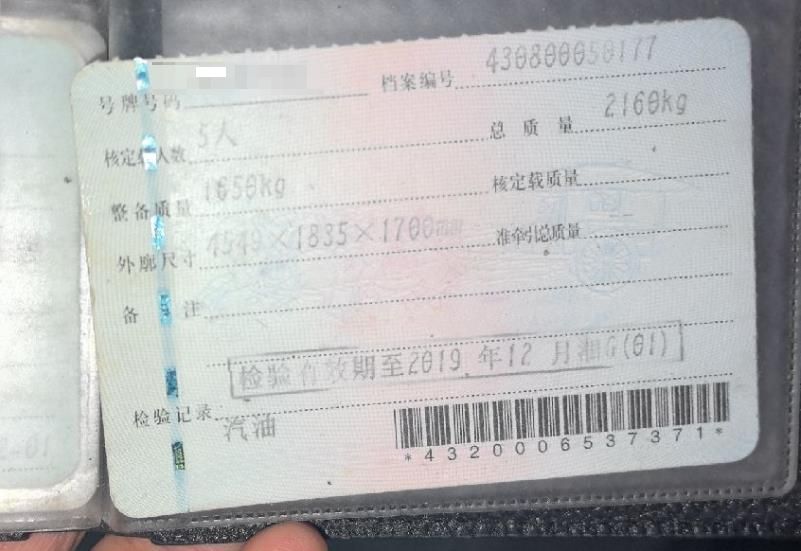 号牌号码 档案编号 430800050177
核定载人数 5人 总质量 2160kg
整备质量 1650kg 核定载质量
外廓尺寸 4549×1835×1700mm 准牵引总质量
备注
检验有效期至2019年12月湘G(01)
检验记录
汽油
*4320006537371*